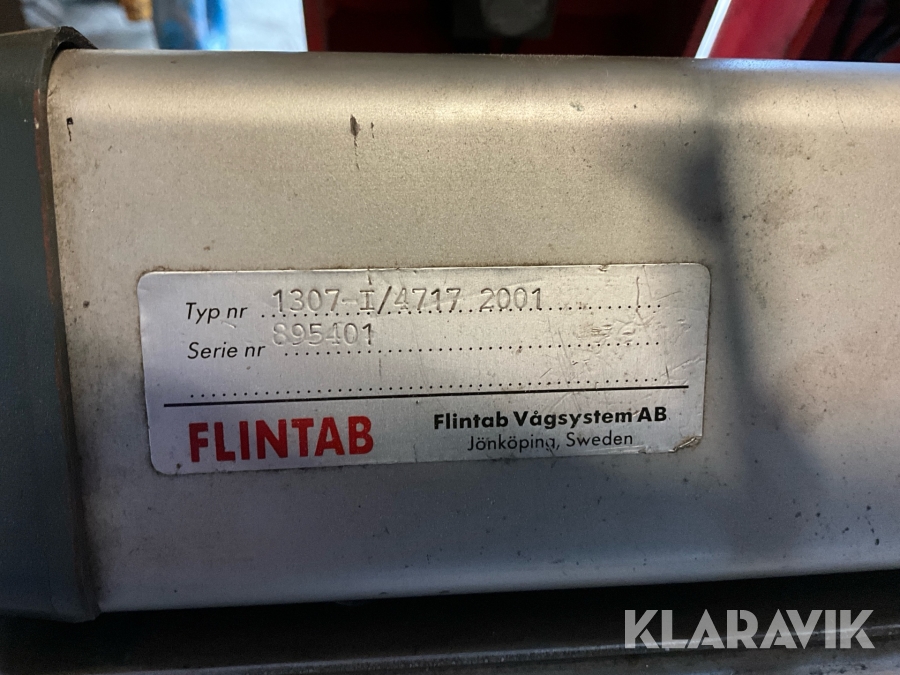 Typ nr 1307-I/4717 2001
Serie nr 895401
FLINTAB
Flintab Vågsystem AB
Jönköping, Sweden
KLARAVIK